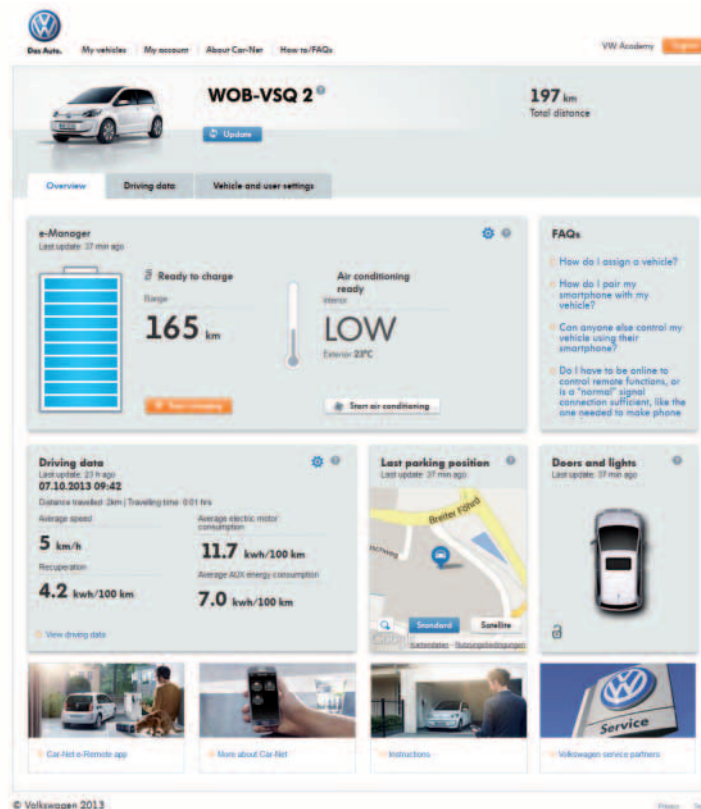 Das Auto.
My vehicles
My account
About Car-Net
How to/FAQs
VW Academy
WOB-VSQ 2
Update
197 km
Total distance
Overview
Driving data
Vehicle and user settings
e-Manager
Last update: 37 min ago
Ready to charge
Range
165 km
Air conditioning
ready
Interior
LOW
Exterior 23°C
Start air conditioning
FAQs
How do I assign a vehicle?
How do I pair my
smartphone with my
vehicle?
Can anyone else control my
vehicle using their
smartphone?
Do I have to be online to
control remote functions, or
is a "normal" signal
connection sufficient, like the
one needed to make phone
Driving data
Last update: 23 h ago
07.10.2013 09:42
Distance travelled: 2km | Travelling time: 0:01 hrs
Average speed
5 km/h
Recuperation
4.2 kwh/100 km
Average electric motor
consumption
11.7 kwh/100 km
Average AUX energy consumption
7.0 kwh/100 km
View driving data
Last parking position
Last update: 37 min ago
Breiter Föhrd
Standard
Satellite
Google
Kartendaten - Nutzungsbedingungen
Doors and lights
Last update: 37 min ago
Car-Net e-Remote app
More about Car-Net
Instructions
Service
Volkswagen service partners
© Volkswagen 2013
Privacy